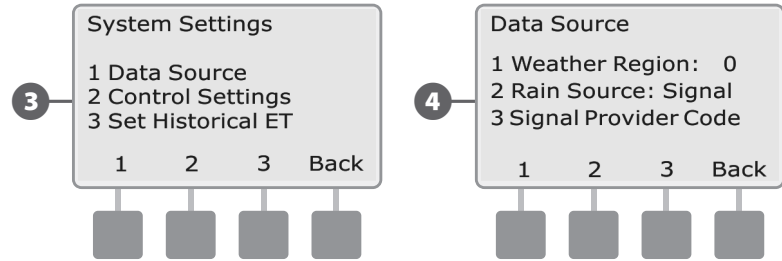 3
System Settings
1 Data Source
2 Control Settings
3 Set Historical ET
1 2 3 Back
4
Data Source
1 Weather Region: 0
2 Rain Source: Signal
3 Signal Provider Code
1 2 3 Back